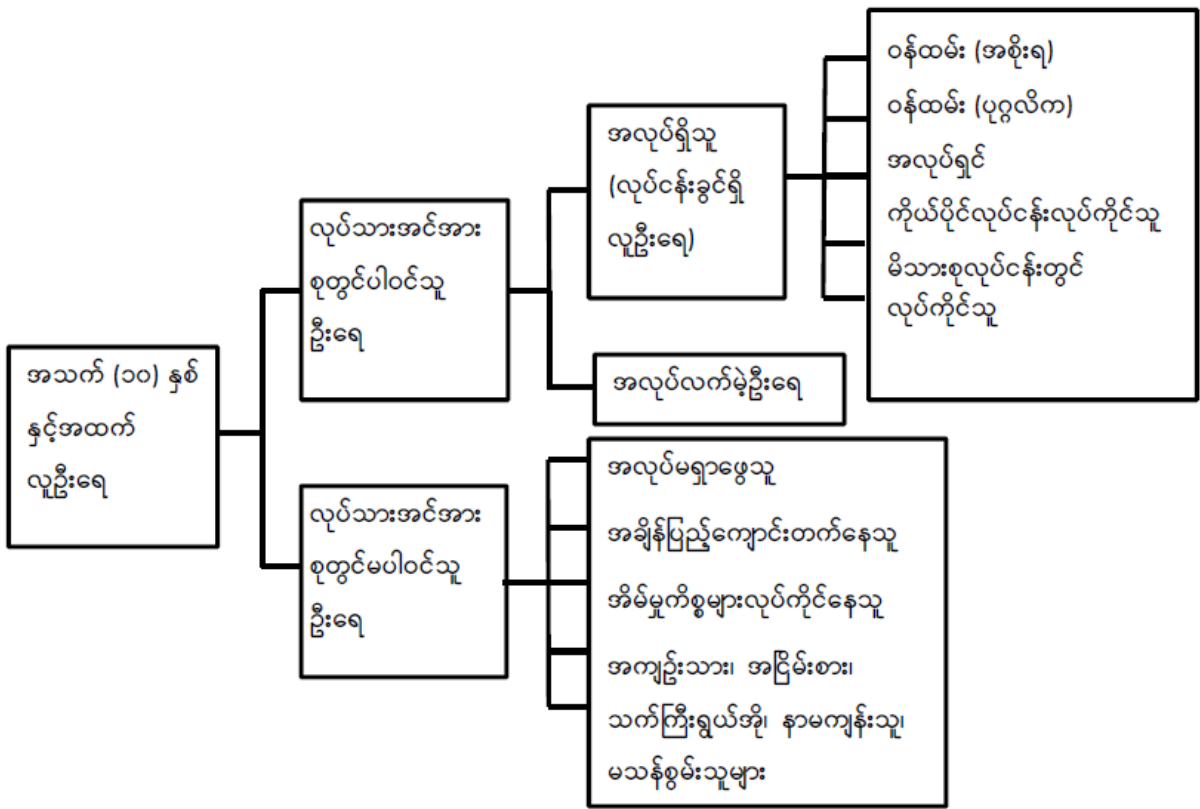 အသက် (၁၀) နှစ်
နှင့်အထက်
လူဦးရေ
လုပ်သားအင်အား
စုတွင်ပါဝင်သူ
ဦးရေ
လုပ်သားအင်အား
စုတွင်မပါဝင်သူ
ဦးရေ
အလုပ်ရှိသူ
(လုပ်ငန်းခွင်ရှိ
လူဦးရေ)
အလုပ်လက်မဲ့ဦးရေ
ဝန်ထမ်း (အစိုးရ)
ဝန်ထမ်း (ပုဂ္ဂလိက)
အလုပ်ရှင်
ကိုယ်ပိုင်လုပ်ငန်းလုပ်ကိုင်သူ
မိသားစုလုပ်ငန်းတွင်
လုပ်ကိုင်သူ
အလုပ်မရှာဖွေသူ
အချိန်ပြည့်ကျောင်းတက်နေသူ
အိမ်မှုကိစ္စများလုပ်ကိုင်နေသူ
အကျဉ်းသား၊ အငြိမ်းစား၊
သက်ကြီးရွယ်အို၊ နာမကျန်းသူ၊
မသန်စွမ်းသူများ